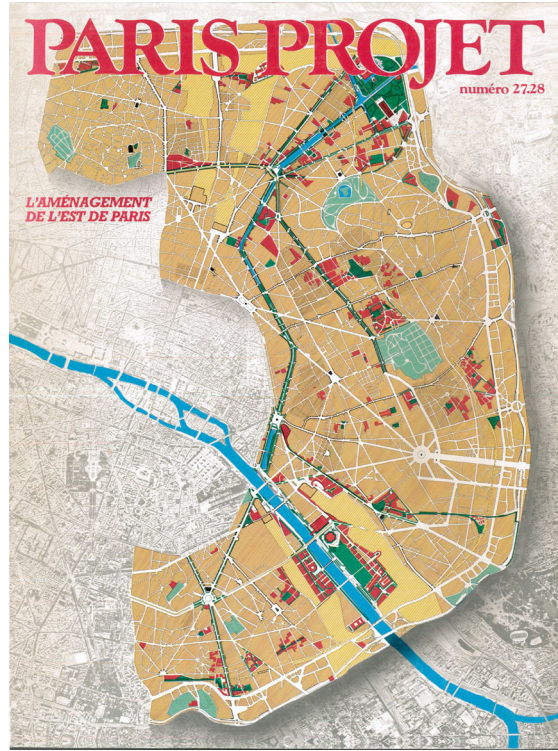 PARIS PROJET
numéro 27.28
L'AMÉNAGEMENT
DE L'EST DE PARIS